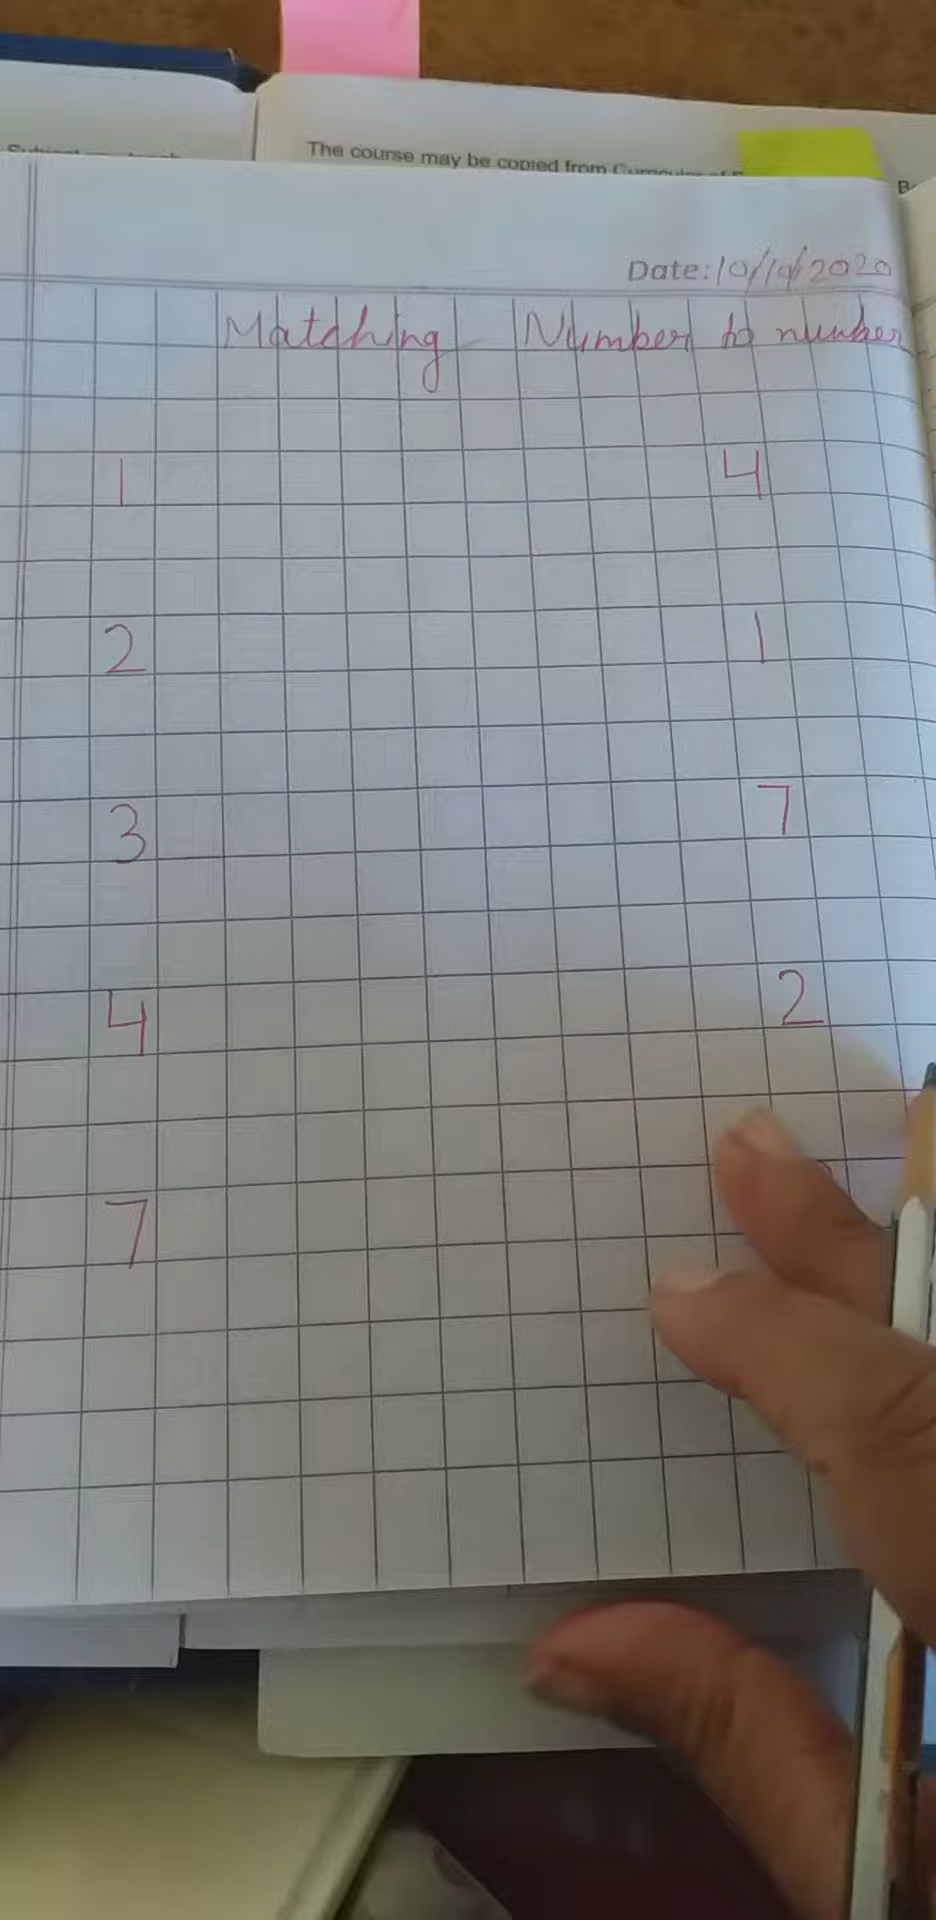 The course may be copied from
Date: 10/10/2020
Matching Number to number
1 4
2 1
3 7
4 2
7